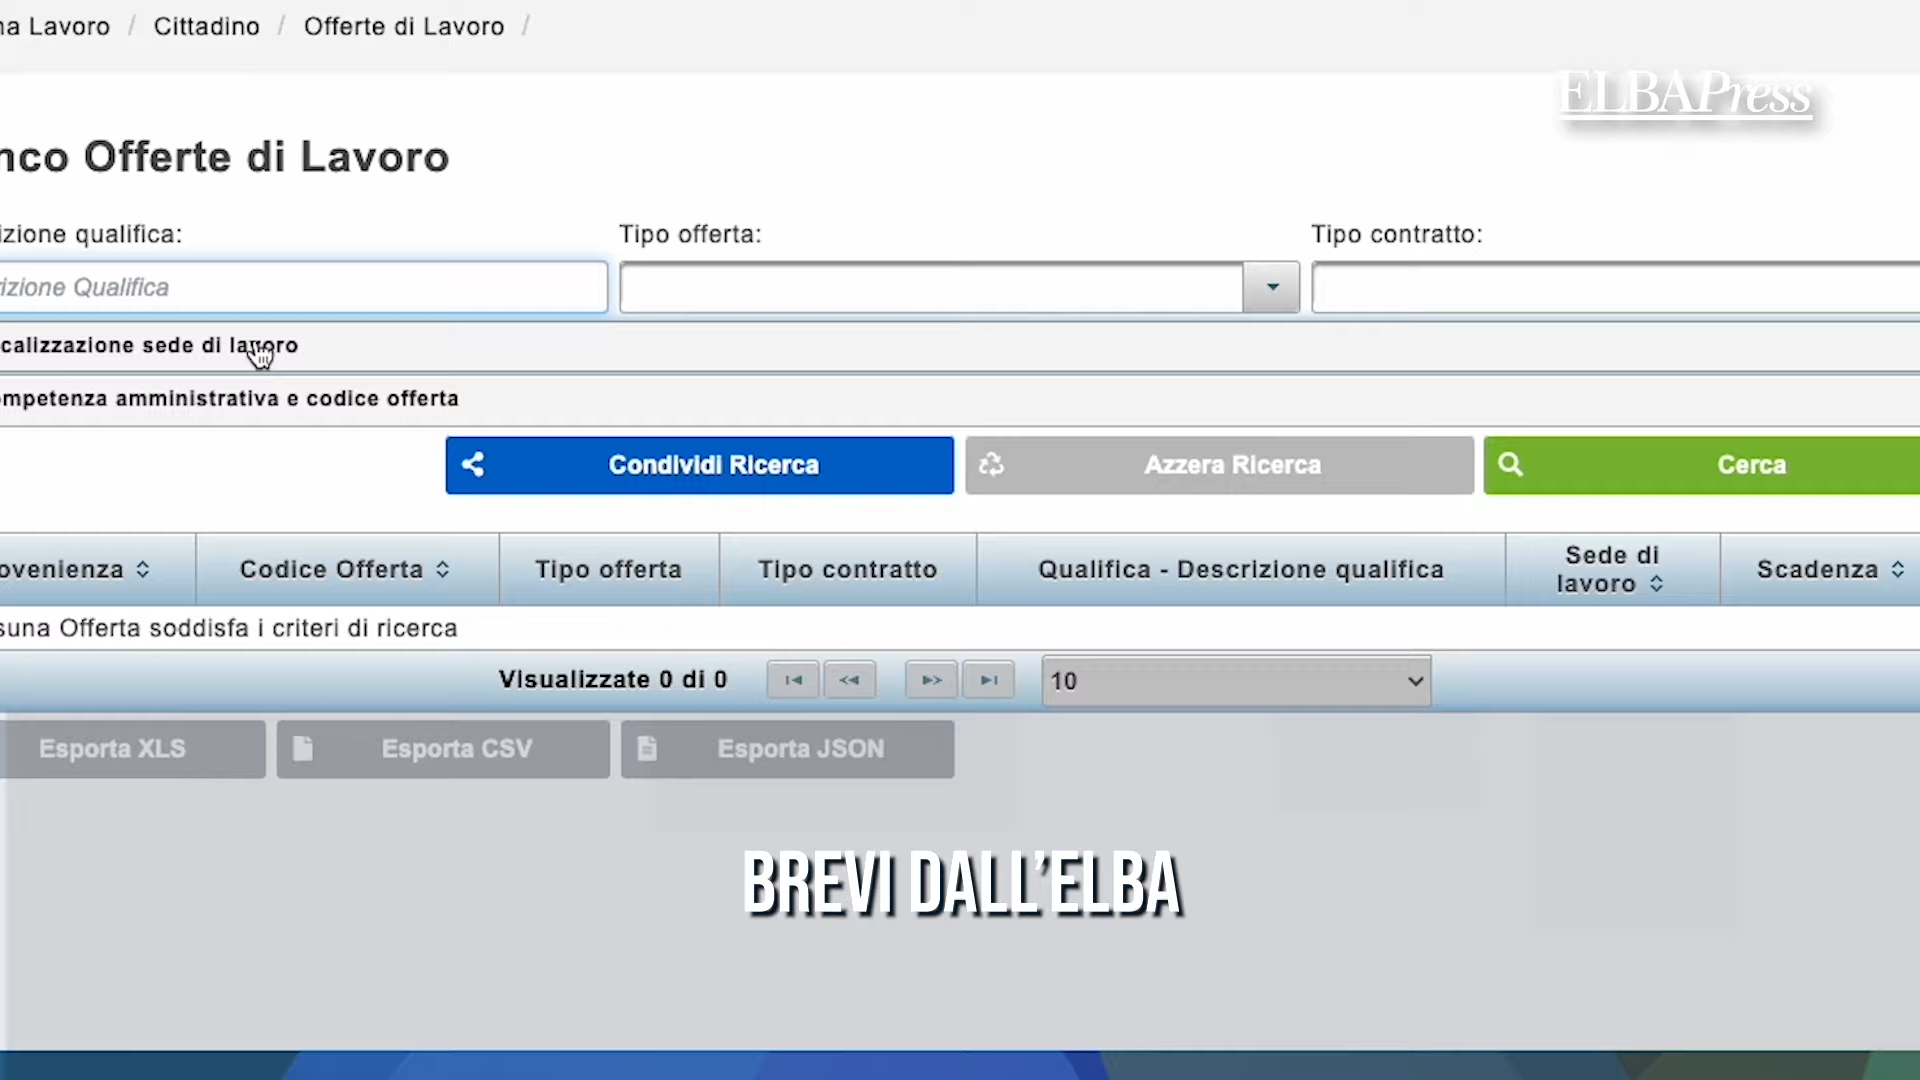 na Lavoro / Cittadino / Offerte di Lavoro /
ELBAPress
nco Offerte di Lavoro
izione qualifica:
Tipo offerta:
Tipo contratto:
rizione Qualifica
calizzazione sede di lavoro
mpetenza amministrativa e codice offerta
Condividi Ricerca
Azzera Ricerca
Cerca
ovenienza
Codice Offerta
Tipo offerta
Tipo contratto
Qualifica - Descrizione qualifica
Sede di
lavoro
Scadenza
suna Offerta soddisfa i criteri di ricerca
Visualizzate 0 di 0
10
Esporta XLS
Esporta CSV
Esporta JSON
BREVI DALL'ELBA